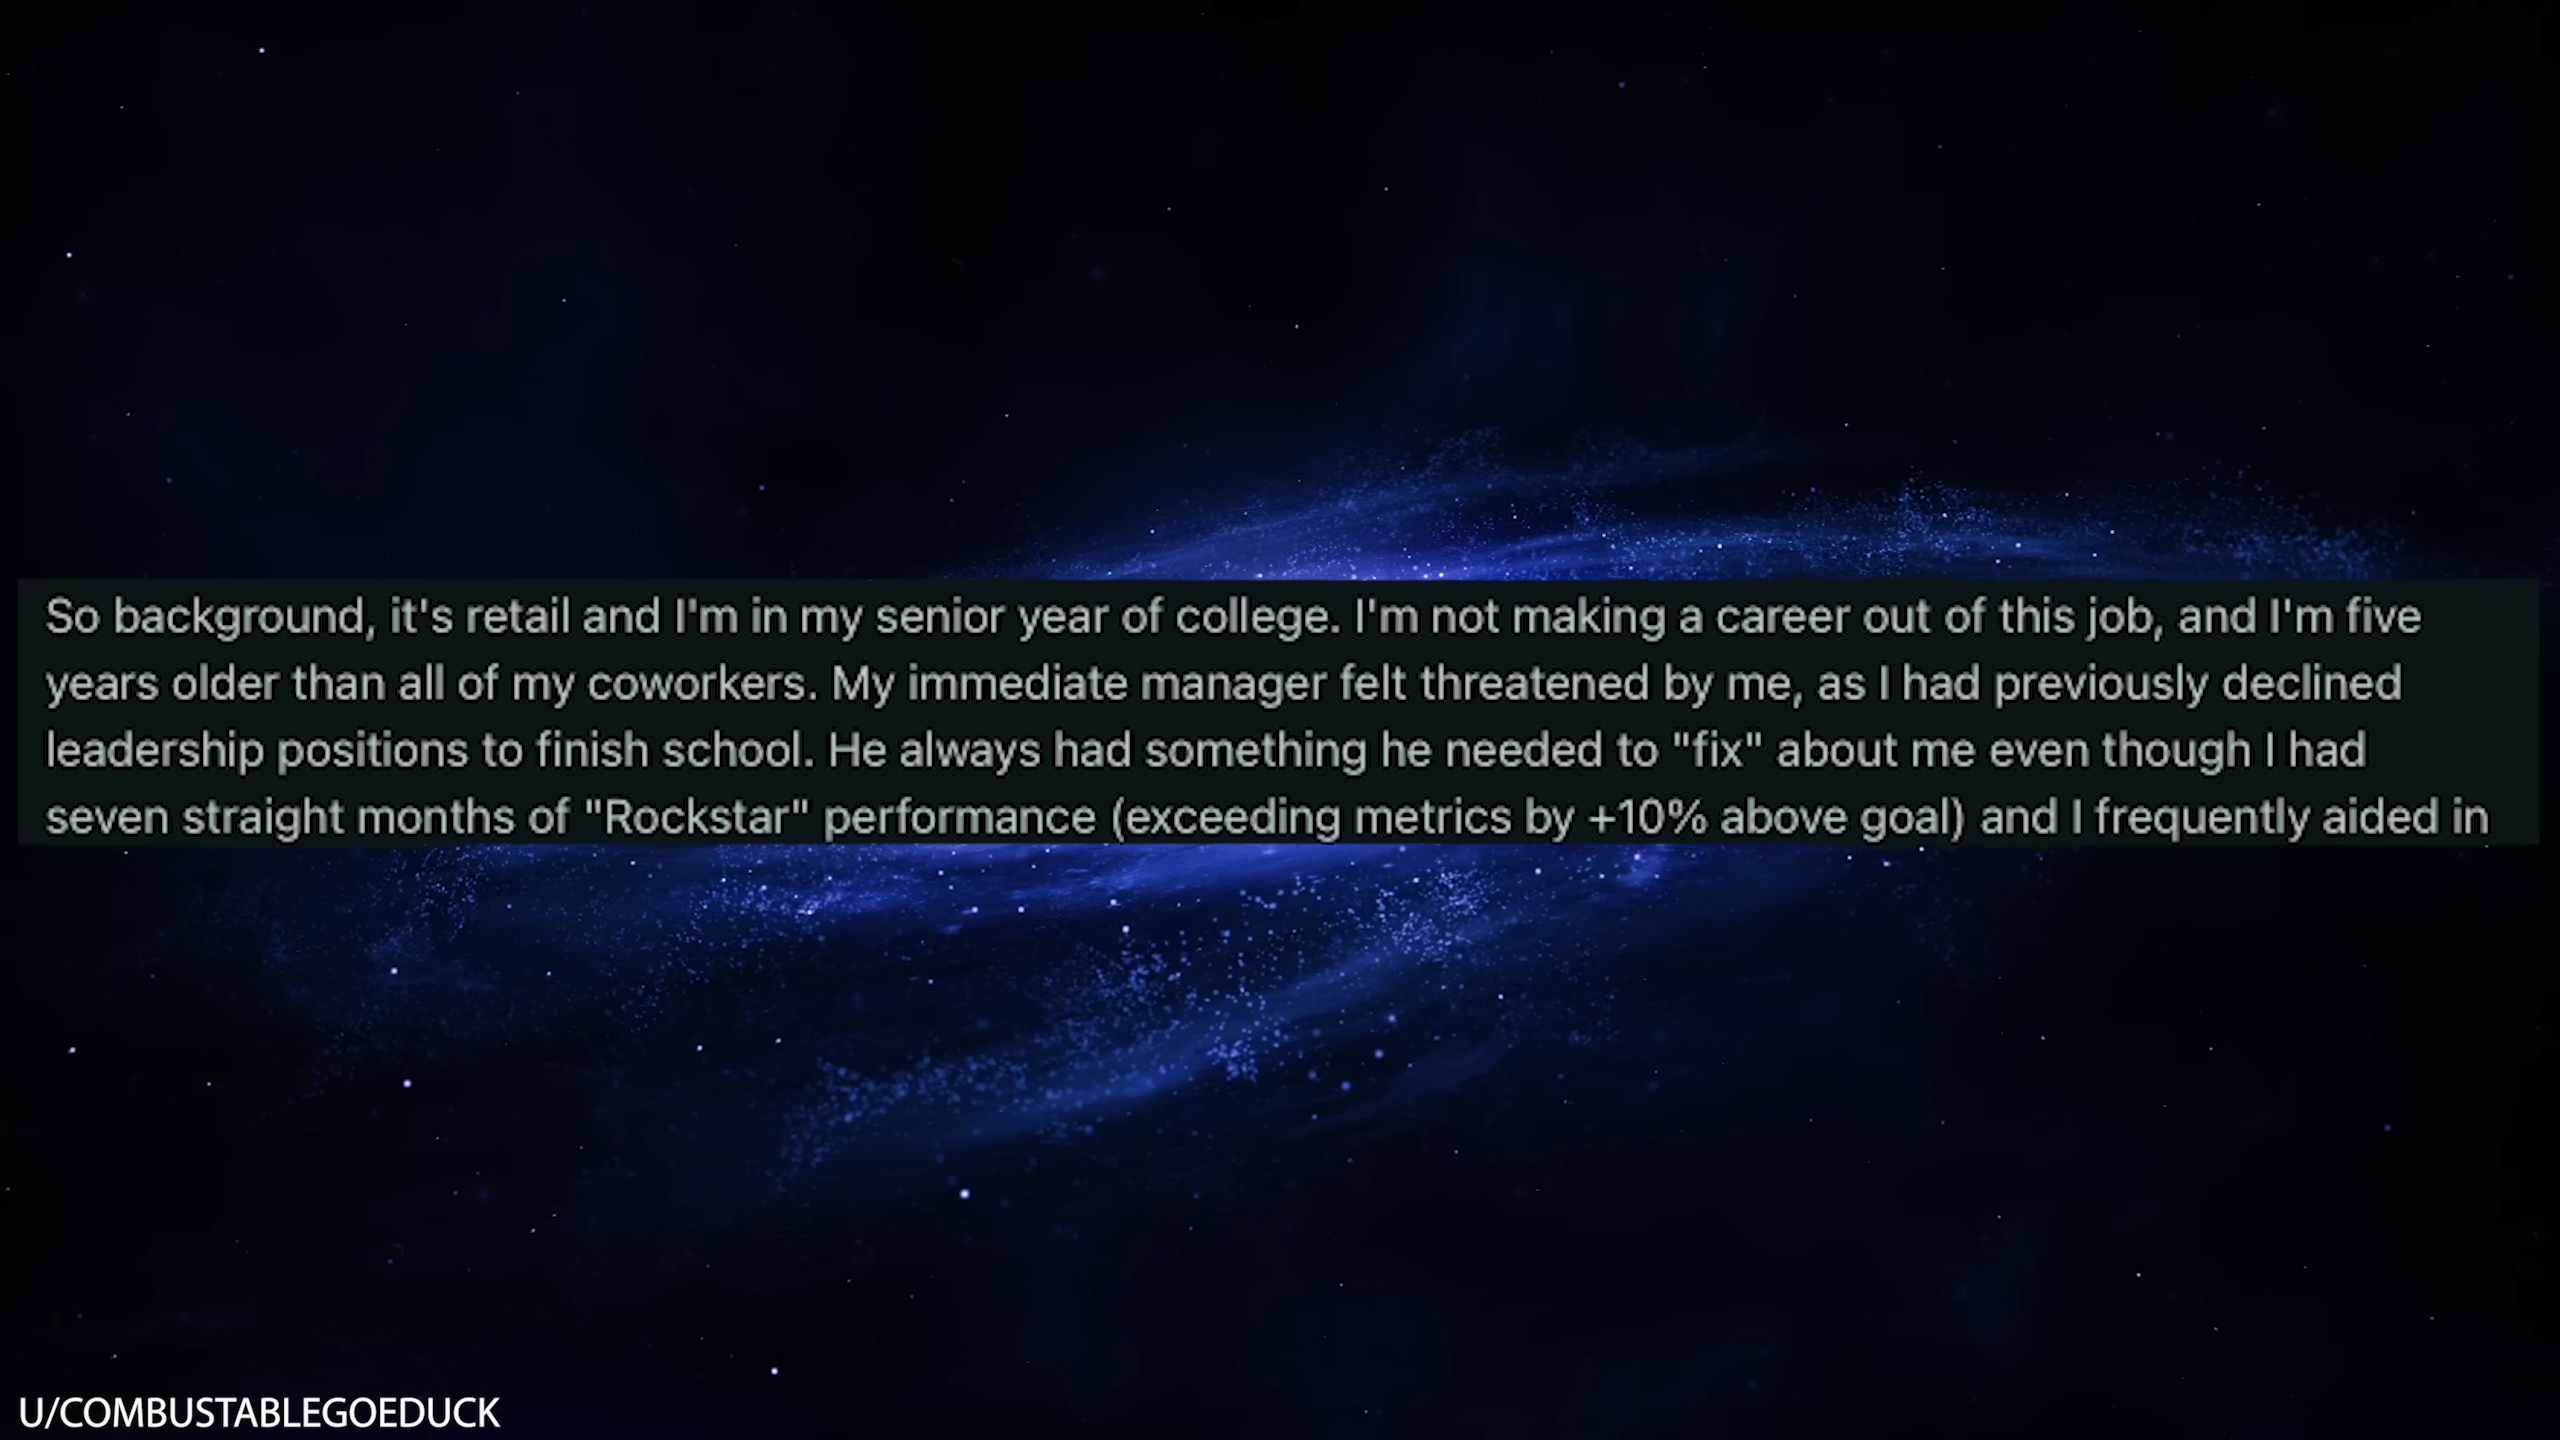 So background, it's retail and I'm in my senior year of college. I'm not making a career out of this job, and I'm five
years older than all of my coworkers. My immediate manager felt threatened by me, as I had previously declined
leadership positions to finish school. He always had something he needed to "fix" about me even though I had
seven straight months of "Rockstar" performance (exceeding metrics by +10% above goal) and I frequently aided in
U/COMBUSTABLEGOEDUCK